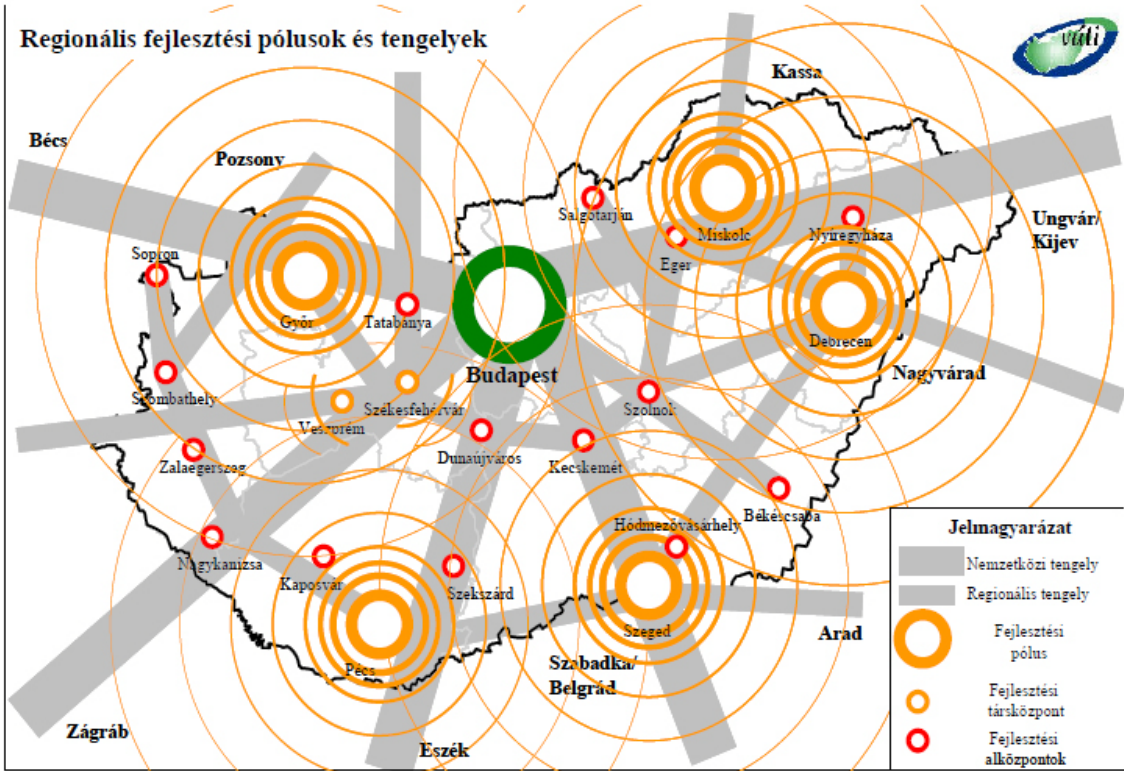 Regionális fejlesztési pólusok és tengelyek
váti
Kassa
Bécs
Pozsony
Salgótarján
Miskolc
Nyíregyháza
Ungvár/
Kijev
Eger
Sopron
Győr
Tatabánya
Debrecen
Budapest
Nagyvárad
Szombathely
Székesfehérvár
Szolnok
Veszprém
Dunaújváros
Kecskemét
Zalaegerszeg
Békéscsaba
Hódmezővásárhely
Nagykanizsa
Kaposvár
Szekszárd
Szeged
Arad
Pécs
Szabadka/
Belgrád
Zágráb
Eszék
Jelmagyarázat
Nemzetközi tengely
Regionális tengely
Fejlesztési
pólus
Fejlesztési
társközpont
Fejlesztési
alközpontok